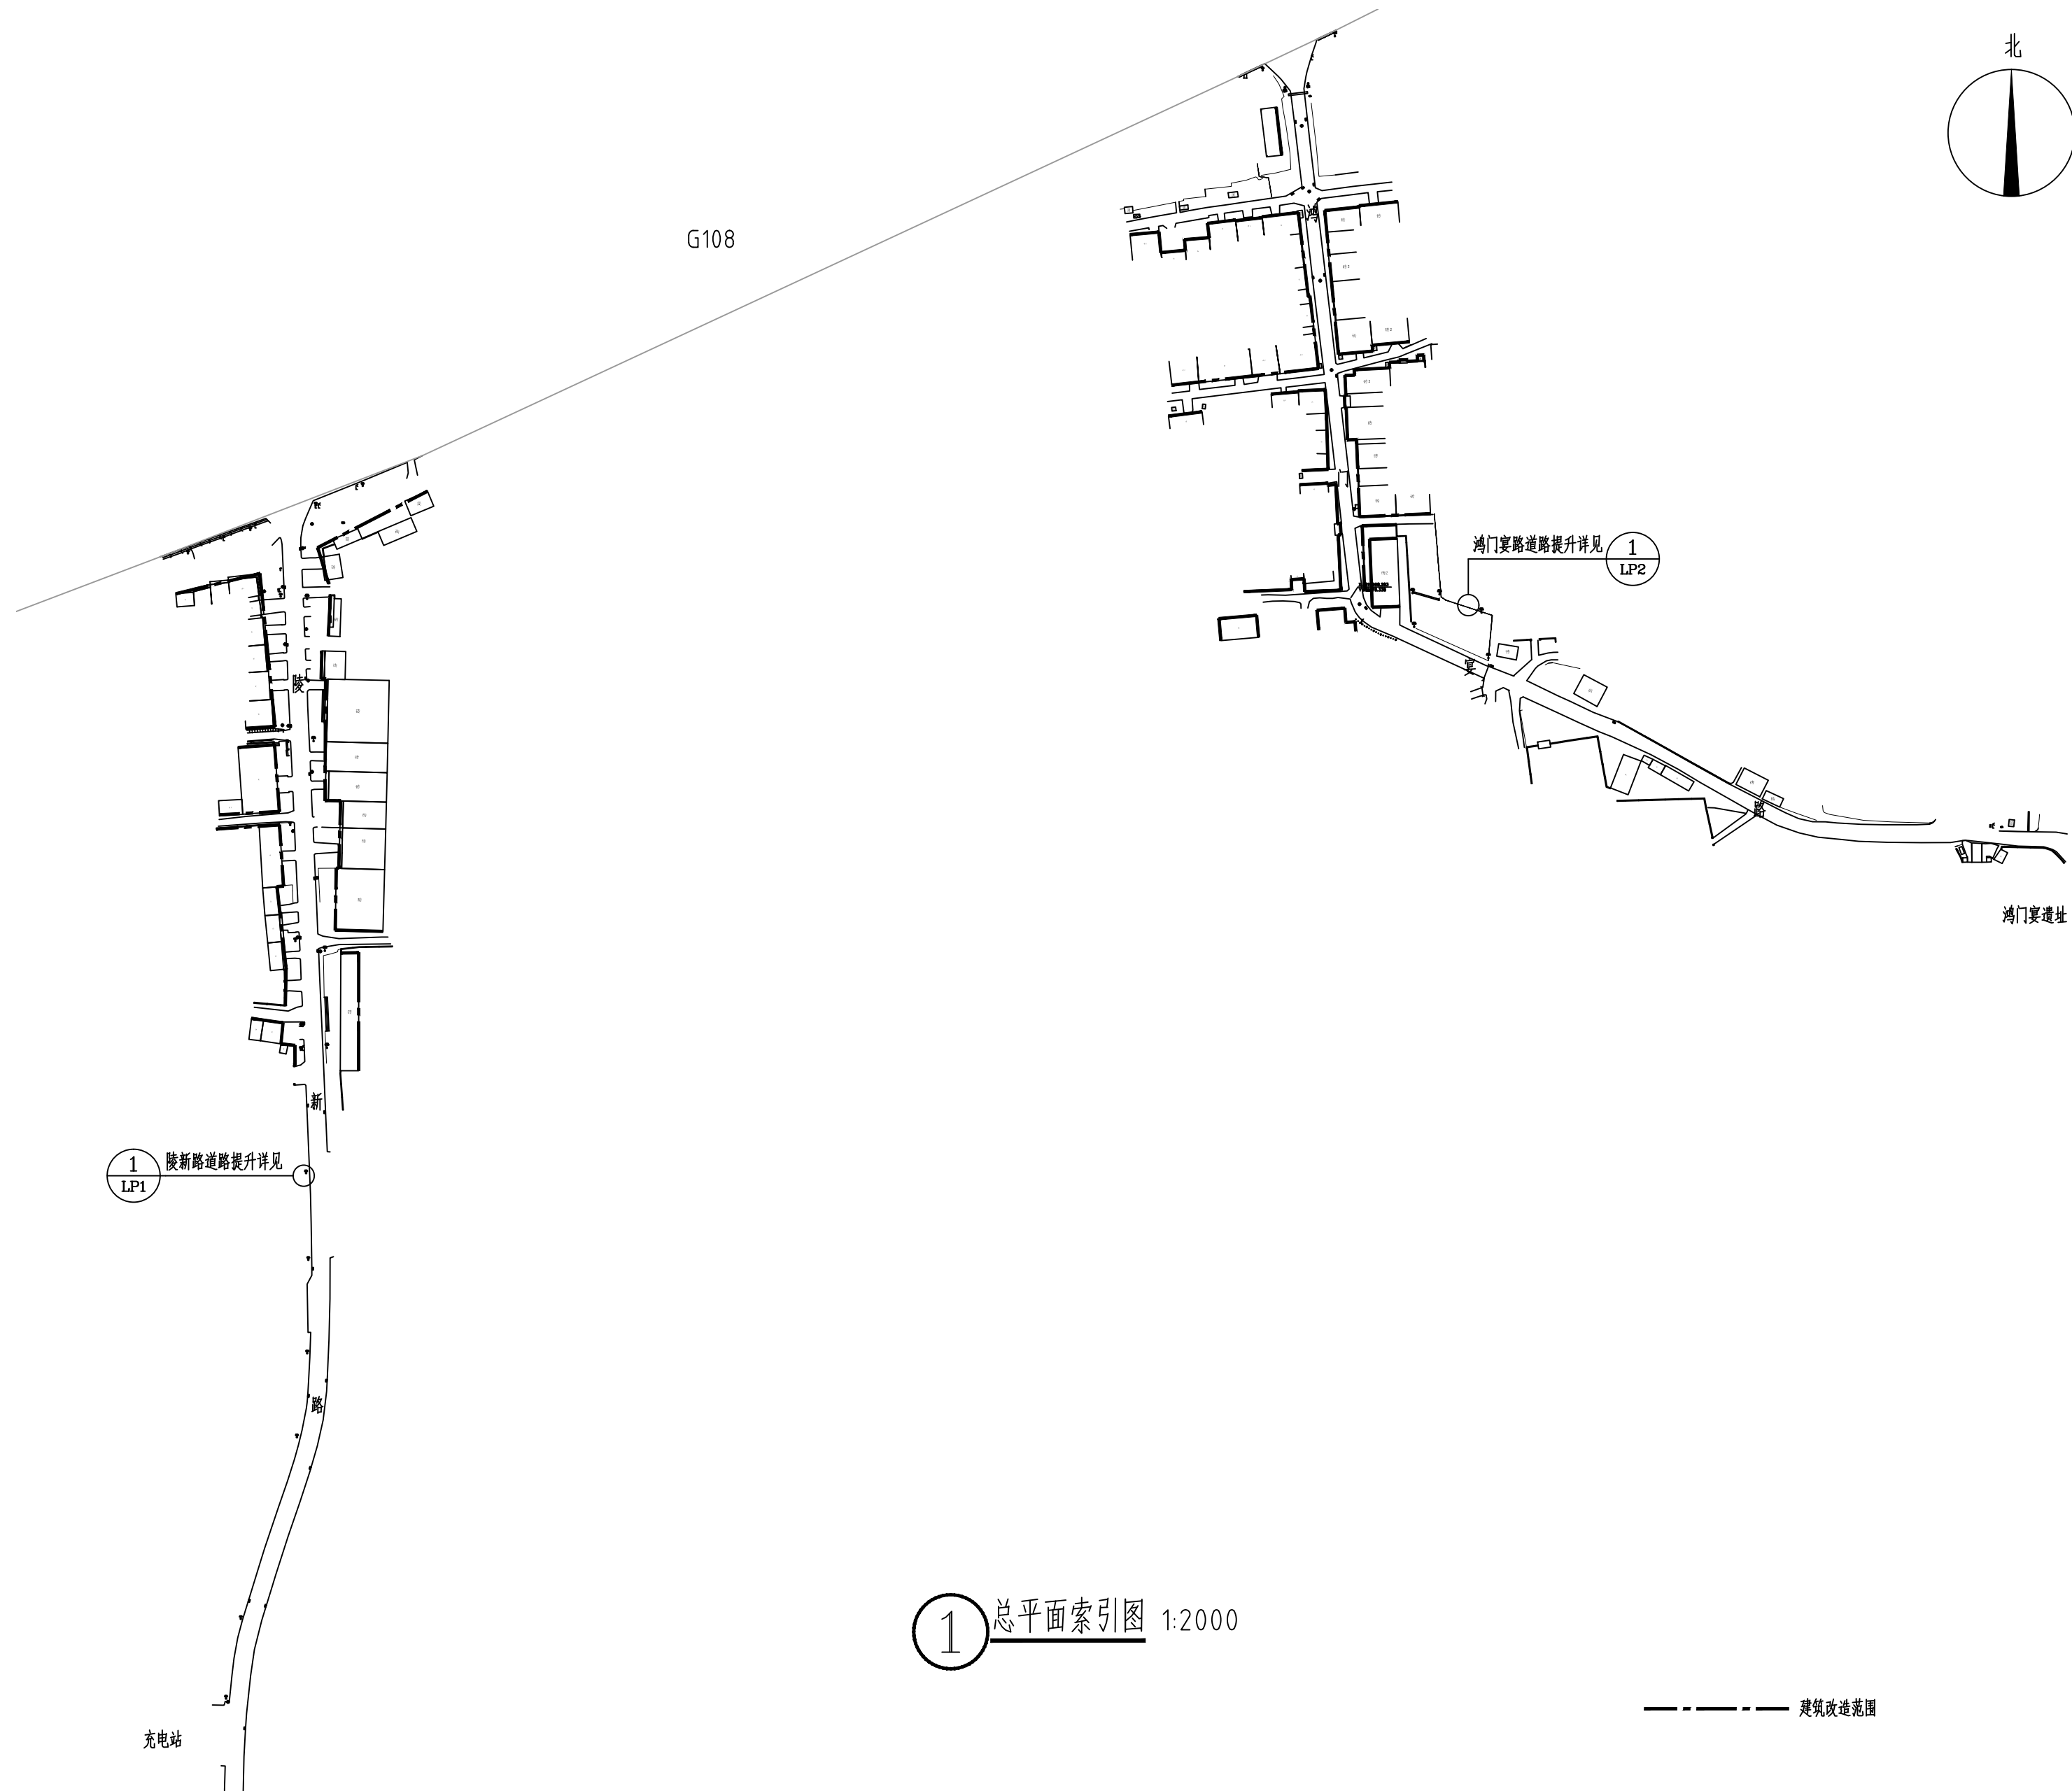 北
G108
鸿
鸿门宴路道路提升详见
1
LP2
宴
陵
路
鸿门宴遗址
新
1
LP1
陵新路道路提升详见
路
1
总平面索引图 1:2000
建筑改造范围
充电站